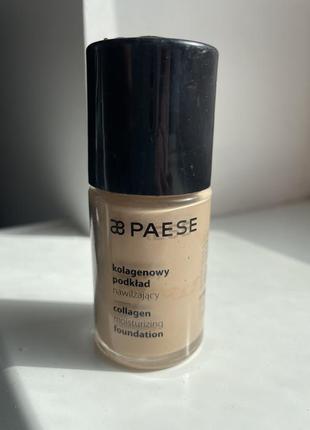 PAESE
kolagenowy
podkład
nawilżający
collagen
moisturizing
foundation